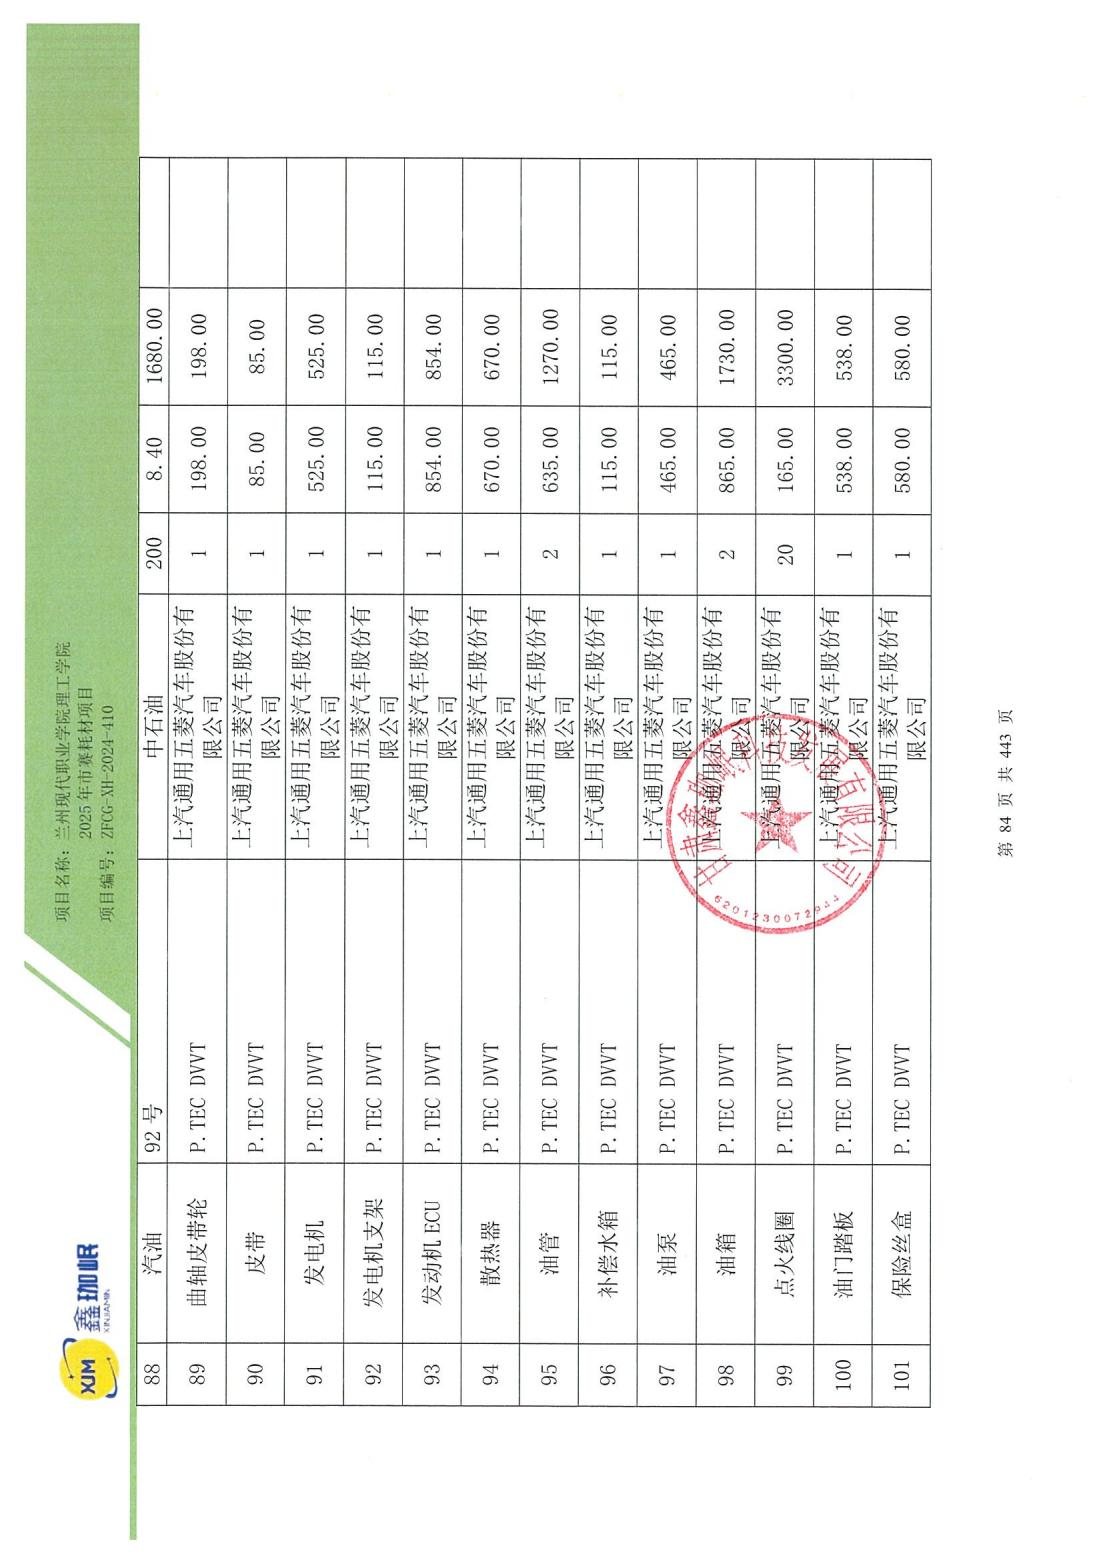 XJM 鑫珈岷
XINJIAMIN
项目名称：兰州现代职业学院理工学院
2025年市赛耗材项目
项目编号：ZFCG-XH-2024-410
88 汽油 92号 中石油 200 8.40 1680.00
89 曲轴皮带轮 P.TEC DVVT 上汽通用五菱汽车股份有限公司 1 198.00 198.00
90 皮带 P.TEC DVVT 上汽通用五菱汽车股份有限公司 1 85.00 85.00
91 发电机 P.TEC DVVT 上汽通用五菱汽车股份有限公司 1 525.00 525.00
92 发电机支架 P.TEC DVVT 上汽通用五菱汽车股份有限公司 1 115.00 115.00
93 发动机ECU P.TEC DVVT 上汽通用五菱汽车股份有限公司 1 854.00 854.00
94 散热器 P.TEC DVVT 上汽通用五菱汽车股份有限公司 1 670.00 670.00
95 油管 P.TEC DVVT 上汽通用五菱汽车股份有限公司 2 635.00 1270.00
96 补偿水箱 P.TEC DVVT 上汽通用五菱汽车股份有限公司 1 115.00 115.00
97 油泵 P.TEC DVVT 上汽通用五菱汽车股份有限公司 1 465.00 465.00
98 油箱 P.TEC DVVT 上汽通用五菱汽车股份有限公司 2 865.00 1730.00
99 点火线圈 P.TEC DVVT 上汽通用五菱汽车股份有限公司 20 165.00 3300.00
100 油门踏板 P.TEC DVVT 上汽通用五菱汽车股份有限公司 1 538.00 538.00
101 保险丝盒 P.TEC DVVT 上汽通用五菱汽车股份有限公司 1 580.00 580.00
甘肃鑫珈岷科技发展有限公司
第 84 页 共 443 页